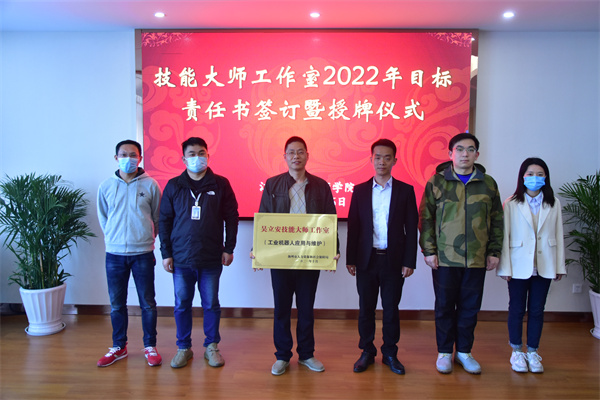 技能大师工作室2022年目标
责任书签订暨授牌仪式
学院
日
吴立安技能大师工作室
（工业机器人应用与维护）